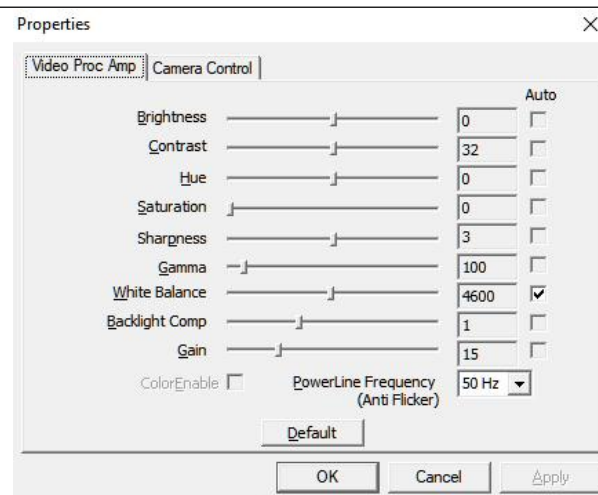 Properties
Video Proc Amp Camera Control
Auto
Brightness 0
Contrast 32
Hue 0
Saturation 0
Sharpness 3
Gamma 100
White Balance 4600
Backlight Comp 1
Gain 15
ColorEnable PowerLine Frequency 50 Hz
(Anti Flicker)
Default
OK Cancel Apply